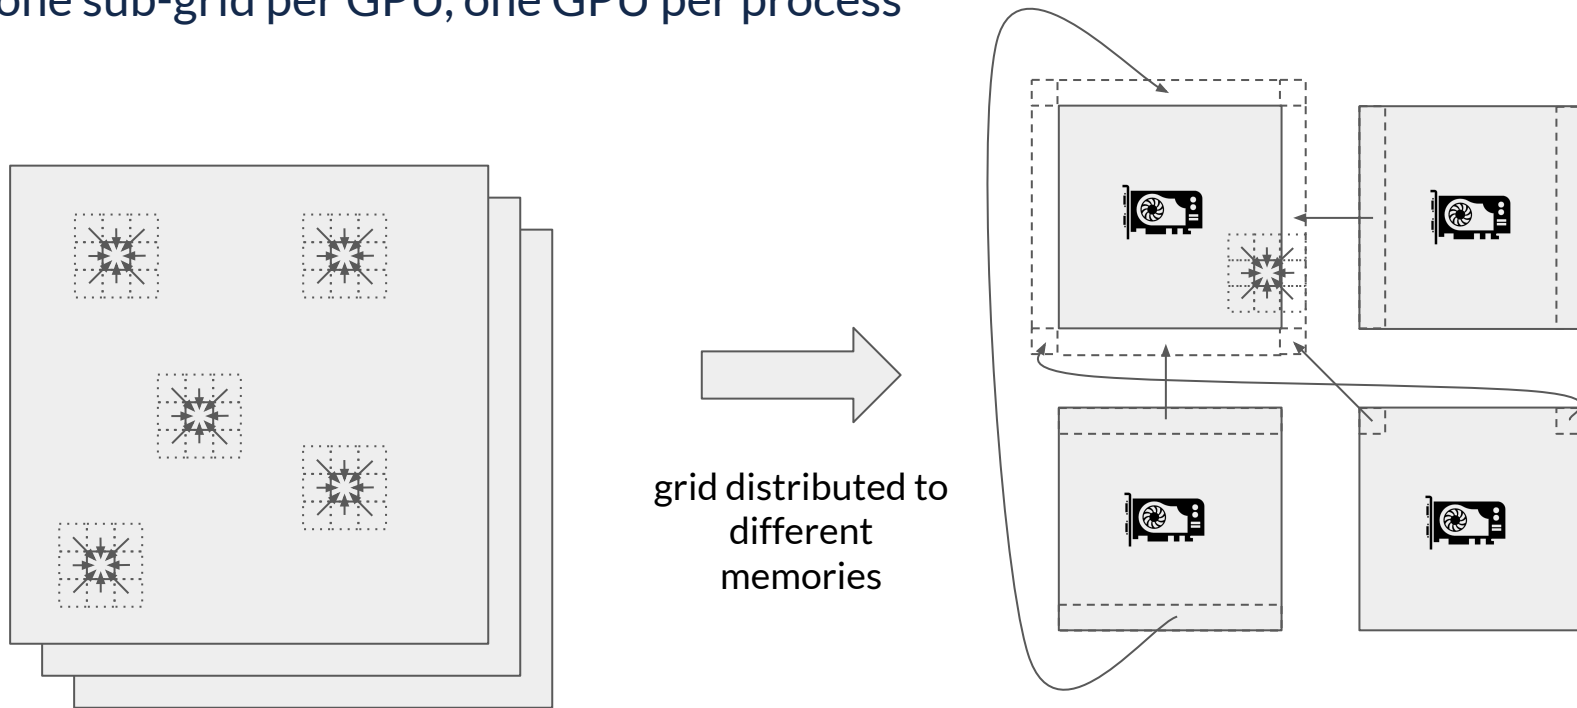 one sub-grid per GPU, one GPU per process
grid distributed to
different
memories